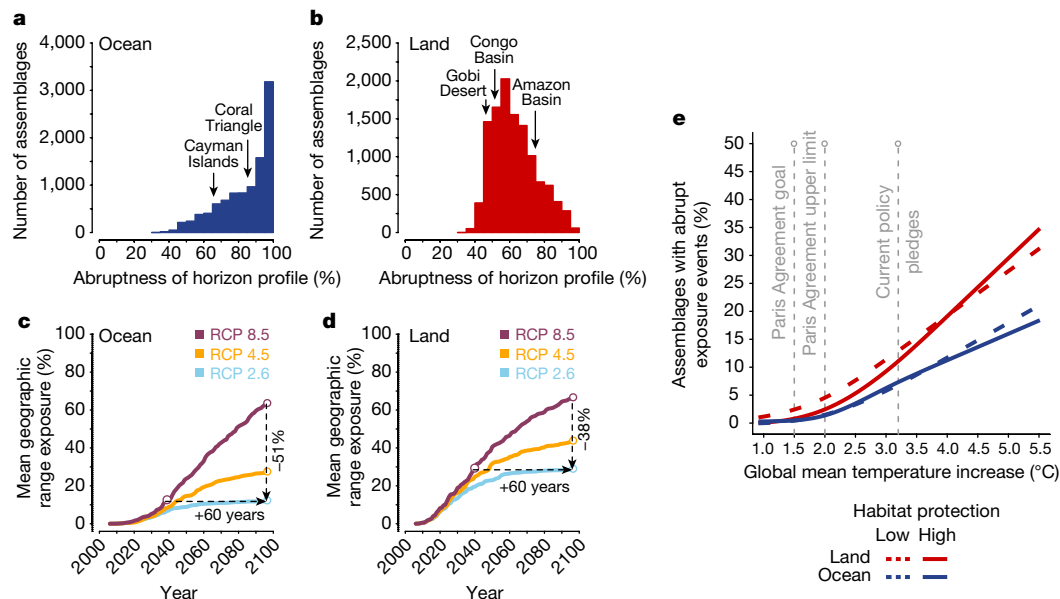 a
Ocean
4,000
3,000
2,000
1,000
0
Number of assemblages
Cayman
Islands
Coral
Triangle
0 20 40 60 80 100
Abruptness of horizon profile (%)
b
Land
2,500
2,000
1,500
1,000
500
0
Number of assemblages
Gobi
Desert
Congo
Basin
Amazon
Basin
0 20 40 60 80 100
Abruptness of horizon profile (%)
c
Ocean
100
80
60
40
20
0
Mean geographic
range exposure (%)
RCP 8.5
RCP 4.5
RCP 2.6
–51%
+60 years
2000 2020 2040 2060 2080 2100
Year
d
Land
100
80
60
40
20
0
Mean geographic
range exposure (%)
RCP 8.5
RCP 4.5
RCP 2.6
–38%
+60 years
2000 2020 2040 2060 2080 2100
Year
e
50
45
40
35
30
25
20
15
10
5
0
Assemblages with abrupt
exposure events (%)
Paris Agreement goal
Paris Agreement upper limit
Current policy
pledges
1.0 1.5 2.0 2.5 3.0 3.5 4.0 4.5 5.0 5.5
Global mean temperature increase (°C)
Habitat protection
Low High
Land
Ocean